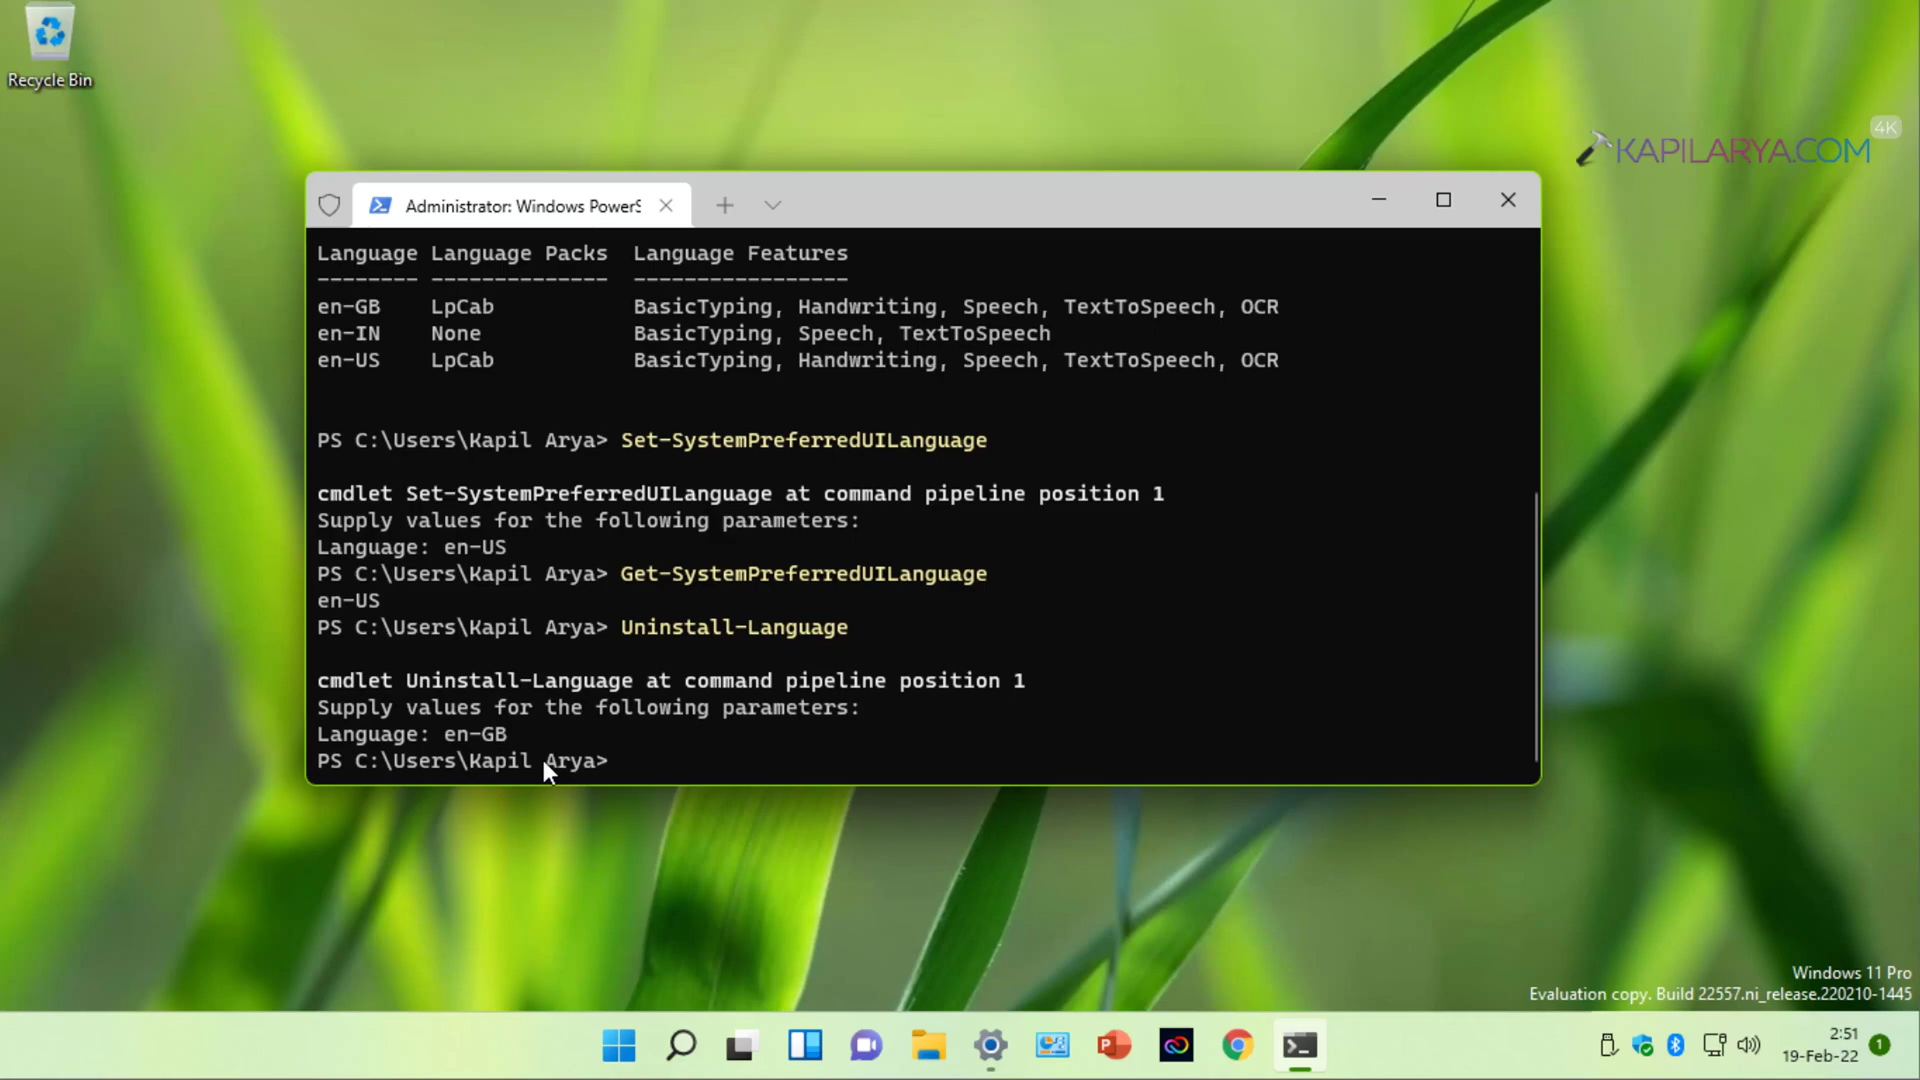 Recycle Bin
4K
KAPILARYA.COM
Administrator: Windows PowerS
Language Language Packs  Language Features
-------- --------------  -----------------
en-GB    LpCab           BasicTyping, Handwriting, Speech, TextToSpeech, OCR
en-IN    None            BasicTyping, Speech, TextToSpeech
en-US    LpCab           BasicTyping, Handwriting, Speech, TextToSpeech, OCR
PS C:\Users\Kapil Arya> Set-SystemPreferredUILanguage
cmdlet Set-SystemPreferredUILanguage at command pipeline position 1
Supply values for the following parameters:
Language: en-US
PS C:\Users\Kapil Arya> Get-SystemPreferredUILanguage
en-US
PS C:\Users\Kapil Arya> Uninstall-Language
cmdlet Uninstall-Language at command pipeline position 1
Supply values for the following parameters:
Language: en-GB
PS C:\Users\Kapil Arya>
Windows 11 Pro
Evaluation copy. Build 22557.ni_release.220210-1445
2:51
19-Feb-22
1